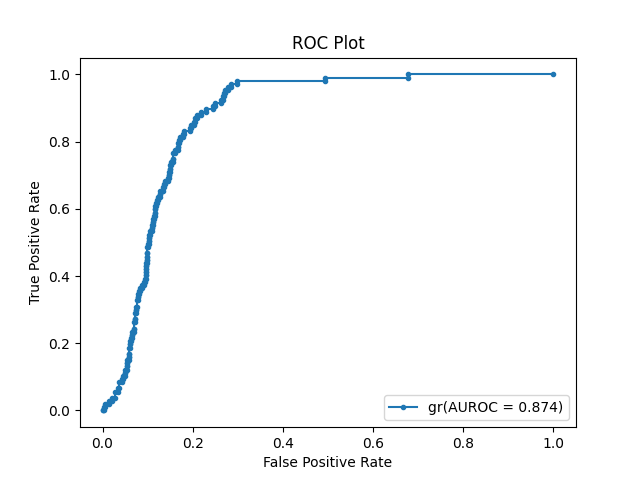 ROC Plot
1.0
0.8
0.6
0.4
0.2
0.0
True Positive Rate
gr(AUROC = 0.874)
0.0 0.2 0.4 0.6 0.8 1.0
False Positive Rate